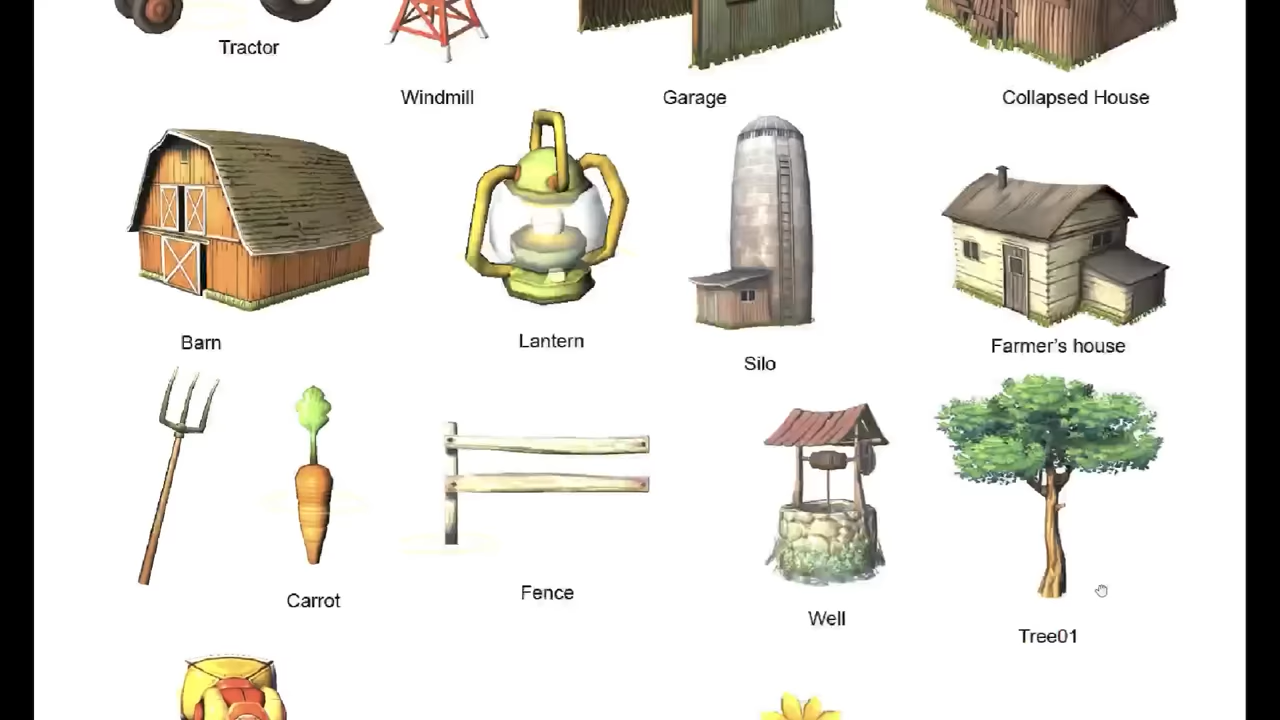 Tractor
Windmill
Garage
Collapsed House
Barn
Lantern
Silo
Farmer's house
Carrot
Fence
Well
Tree01